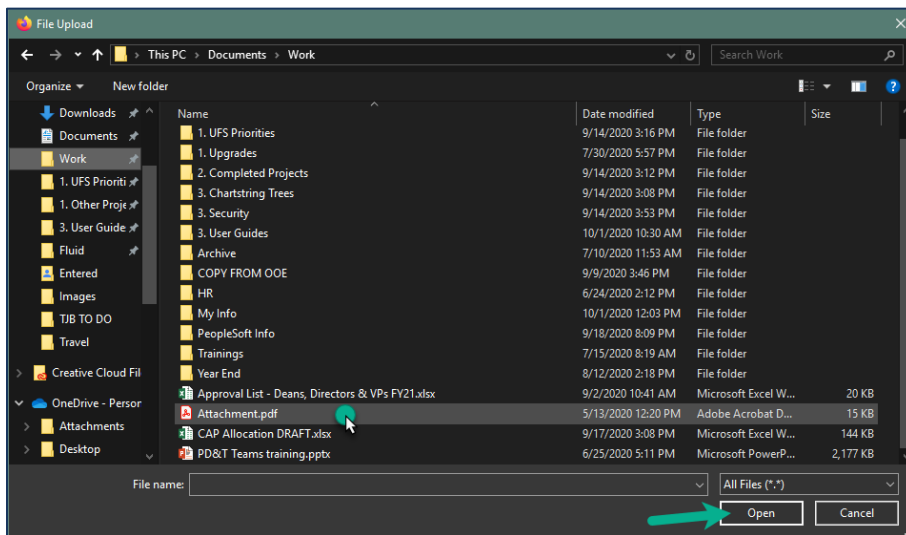 File Upload
This PC > Documents > Work
Search Work
Organize
New folder
Name
Date modified
Type
Size
Downloads
Documents
Work
1. UFS Prioriti
1. Other Proje
3. User Guide
Fluid
Entered
Images
TJB TO DO
Travel
Creative Cloud Fil
OneDrive - Person
Attachments
Desktop
1. UFS Priorities 9/14/2020 3:16 PM File folder
1. Upgrades 7/30/2020 5:57 PM File folder
2. Completed Projects 9/14/2020 3:12 PM File folder
3. Chartstring Trees 9/14/2020 3:08 PM File folder
3. Security 9/14/2020 3:53 PM File folder
3. User Guides 10/1/2020 10:30 AM File folder
Archive 7/10/2020 11:53 AM File folder
COPY FROM OOE 9/9/2020 3:46 PM File folder
HR 6/24/2020 2:12 PM File folder
My Info 10/1/2020 12:03 PM File folder
PeopleSoft Info 9/18/2020 8:09 PM File folder
Trainings 7/15/2020 8:19 AM File folder
Year End 8/12/2020 2:18 PM File folder
Approval List - Deans, Directors & VPs FY21.xlsx 9/2/2020 10:41 AM Microsoft Excel W... 20 KB
Attachment.pdf 5/13/2020 12:20 PM Adobe Acrobat D... 15 KB
CAP Allocation DRAFT.xlsx 9/17/2020 3:08 PM Microsoft Excel W... 144 KB
PD&T Teams training.pptx 6/25/2020 5:11 PM Microsoft PowerP... 2,177 KB
File name:
All Files (*.*)
Open
Cancel